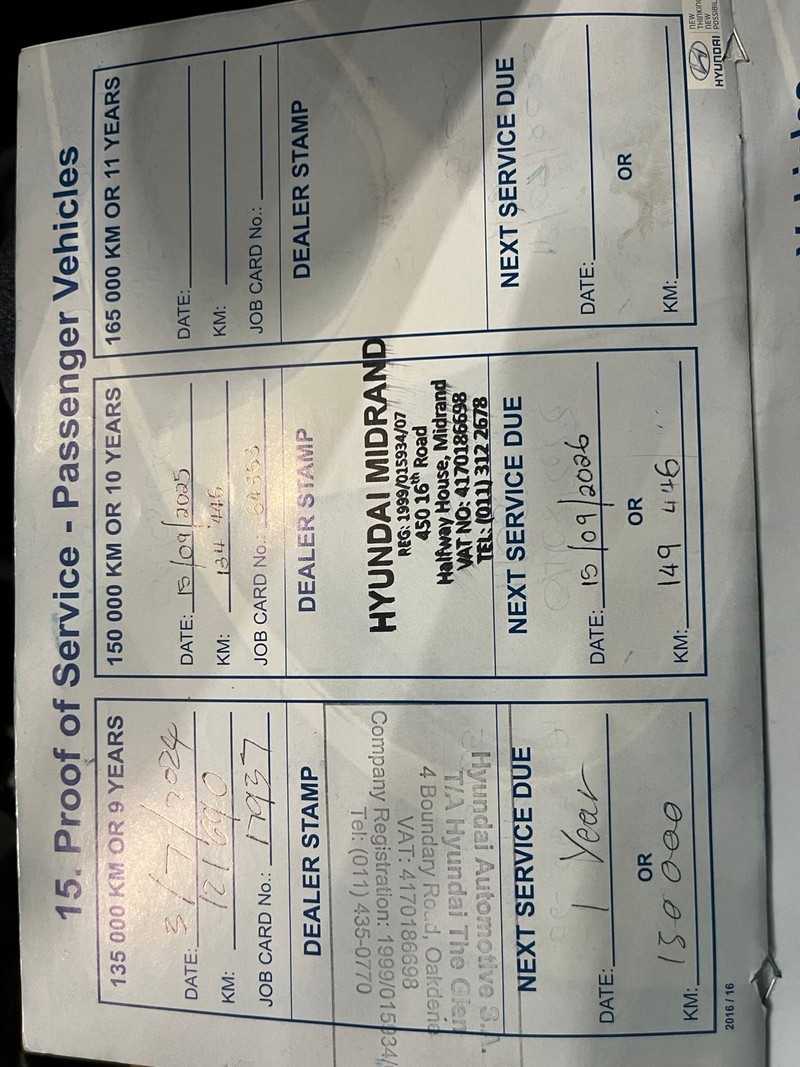 15. Proof of Service - Passenger Vehicles
135 000 KM OR 9 YEARS
DATE: 3/7/2024
KM: 121690
JOB CARD No.: 17937
DEALER STAMP
Hyundai Automotive S.A.
T/A Hyundai The Glen
4 Boundary Road, Oakdene
VAT: 4170186698
Company Registration: 1999/015934/
Tel: (011) 435-0770
NEXT SERVICE DUE
DATE: 1 Year
OR
KM: 150 000
2016 / 16
150 000 KM OR 10 YEARS
DATE: 15/09/2025
KM: 134 446
JOB CARD No.: 64353
DEALER STAMP
HYUNDAI MIDRAND
REG: 1999/015934/07
450 16th Road
Halfway House, Midrand
VAT NO: 4170186698
TEL: (011) 312 2678
NEXT SERVICE DUE
DATE: 15/09/2026
OR
KM: 149 446
165 000 KM OR 11 YEARS
DATE:
KM:
JOB CARD No.:
DEALER STAMP
NEXT SERVICE DUE
DATE:
OR
KM:
HYUNDAI
NEW
THINKING
NEW